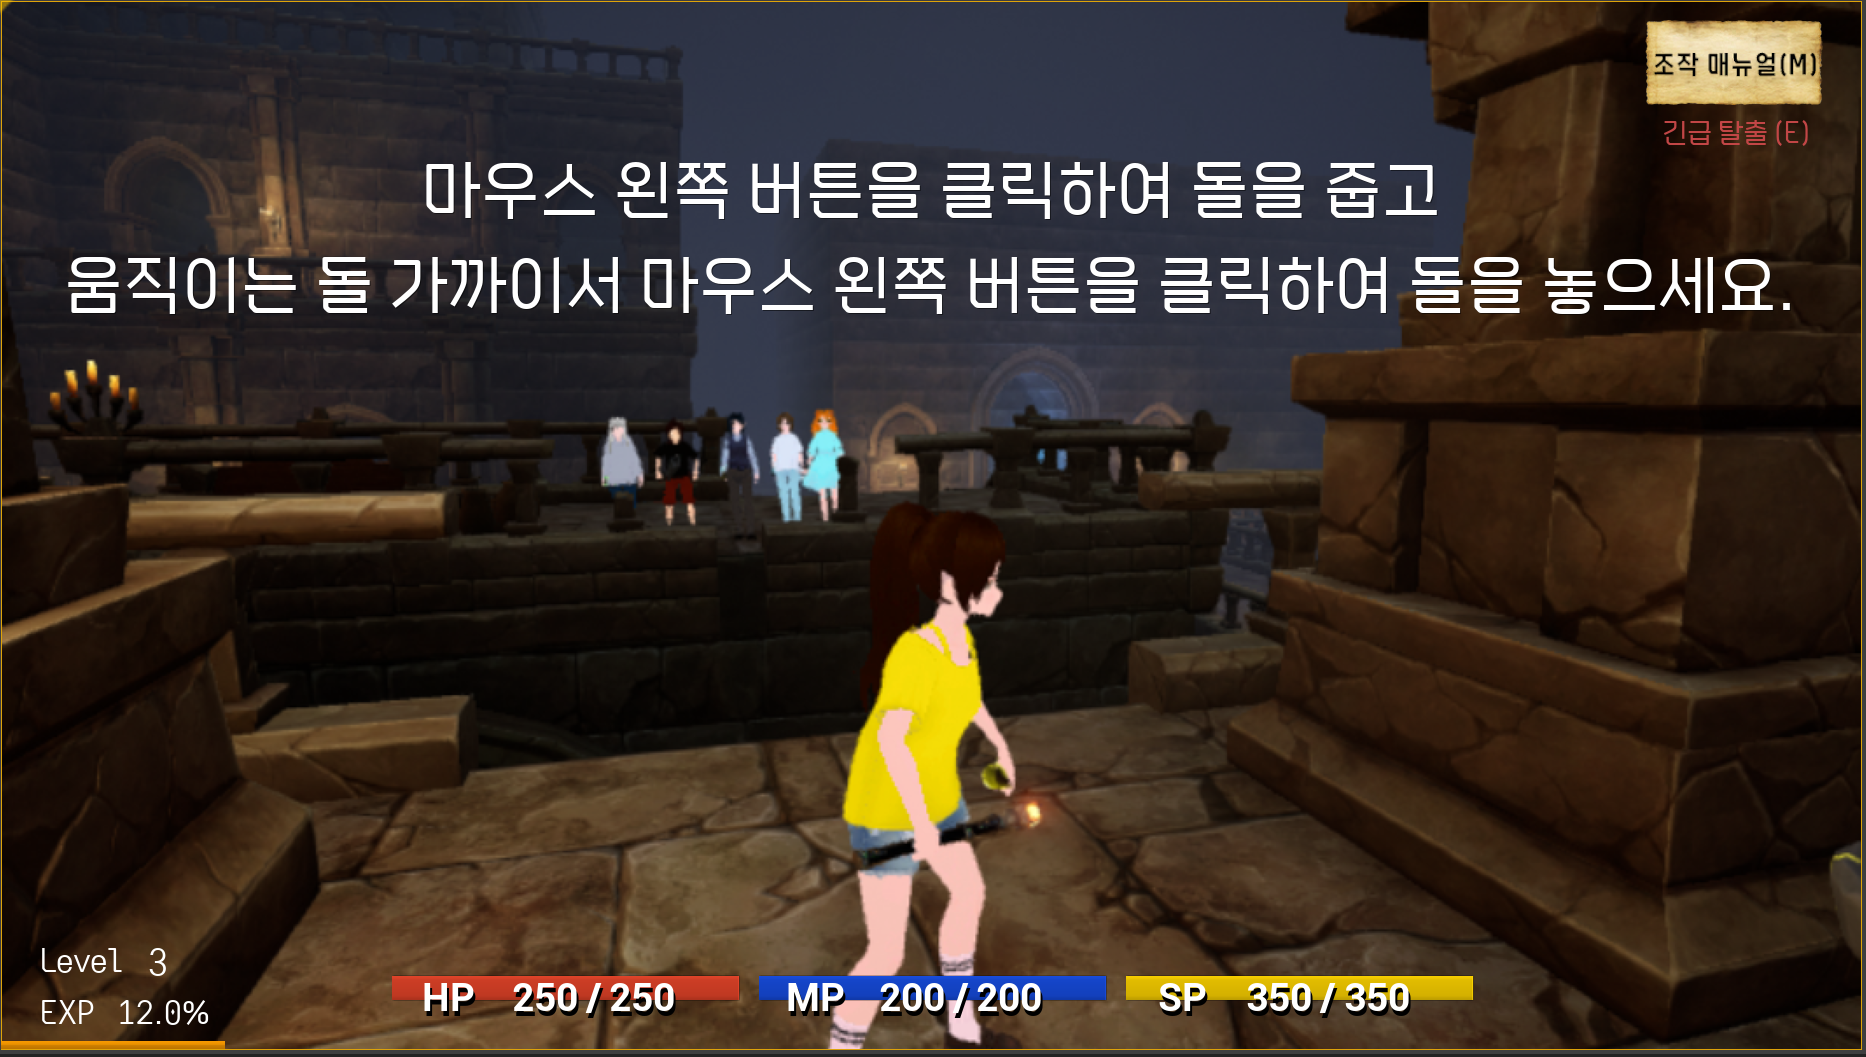 조작 매뉴얼(M)
긴급 탈출 (E)
마우스 왼쪽 버튼을 클릭하여 돌을 줍고
움직이는 돌 가까이서 마우스 왼쪽 버튼을 클릭하여 돌을 놓으세요.
Level 3
EXP 12.0%
HP 250/250
MP 200/200
SP 350/350